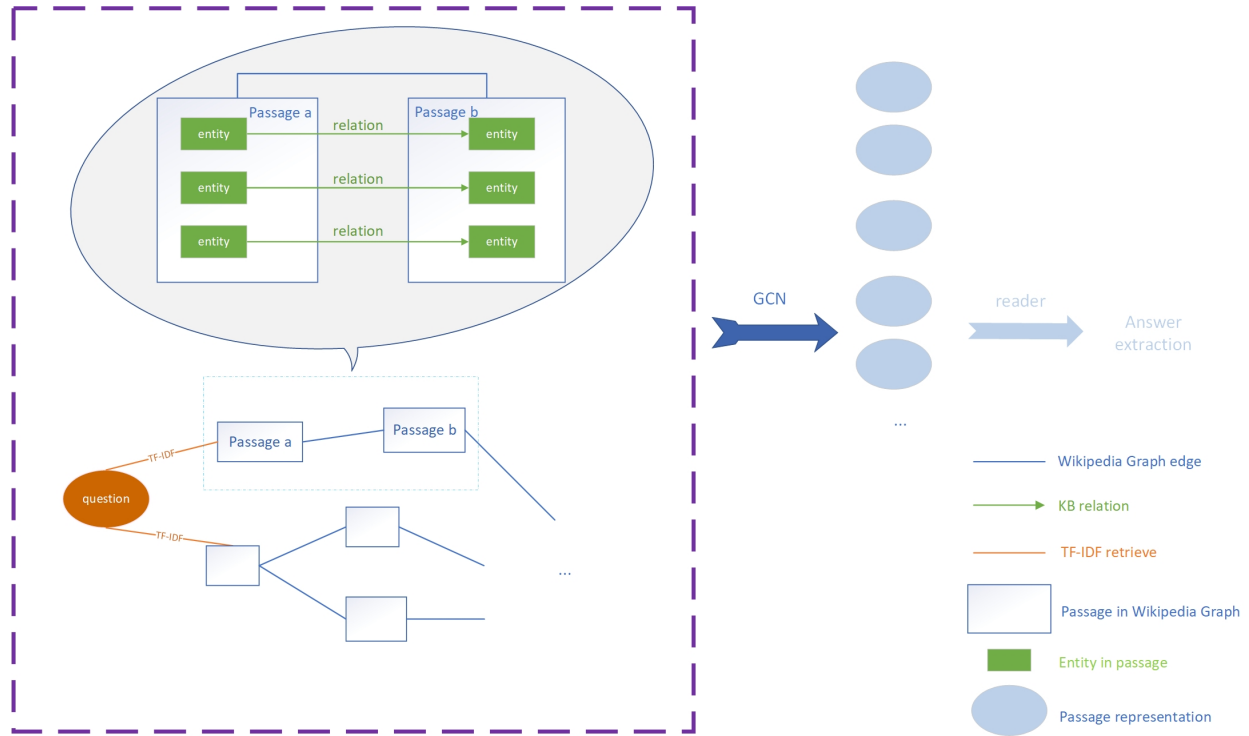 Passage a
Passage b
entity
relation
entity
entity
relation
entity
entity
relation
entity
GCN
reader
Answer
extraction
...
Passage a
Passage b
TF-IDF
question
TF-IDF
...
Wikipedia Graph edge
KB relation
TF-IDF retrieve
Passage in Wikipedia Graph
Entity in passage
Passage representation